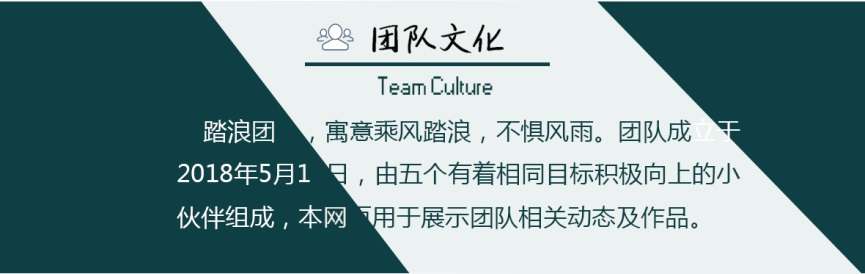 团队文化
Team Culture
踏浪团 ，寓意乘风踏浪，不惧风雨。团队成立于
2018年5月1 日，由五个有着相同目标积极向上的小
伙伴组成，本网 用于展示团队相关动态及作品。